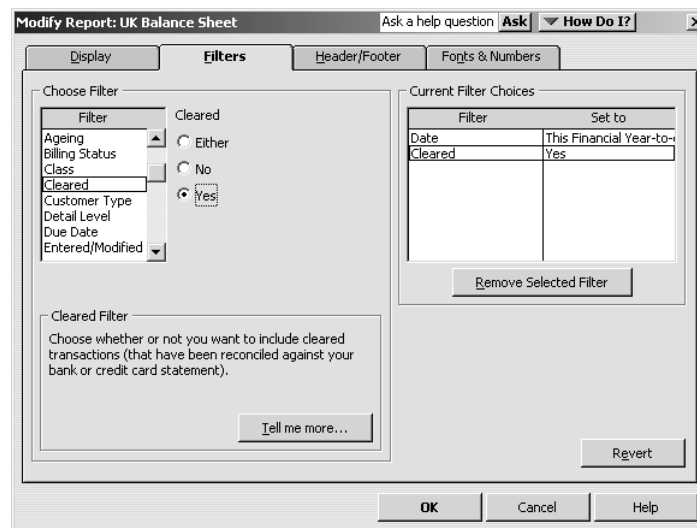 Modify Report: UK Balance Sheet Ask a help question Ask How Do I? X
Display Filters Header/Footer Fonts & Numbers
Choose Filter
Filter
Ageing
Billing Status
Class
Cleared
Customer Type
Detail Level
Due Date
Entered/Modified
Cleared
Either
No
Yes
Cleared Filter
Choose whether or not you want to include cleared
transactions (that have been reconciled against your
bank or credit card statement).
Tell me more...
Current Filter Choices
Filter Set to
Date This Financial Year-to-
Cleared Yes
Remove Selected Filter
Revert
OK Cancel Help